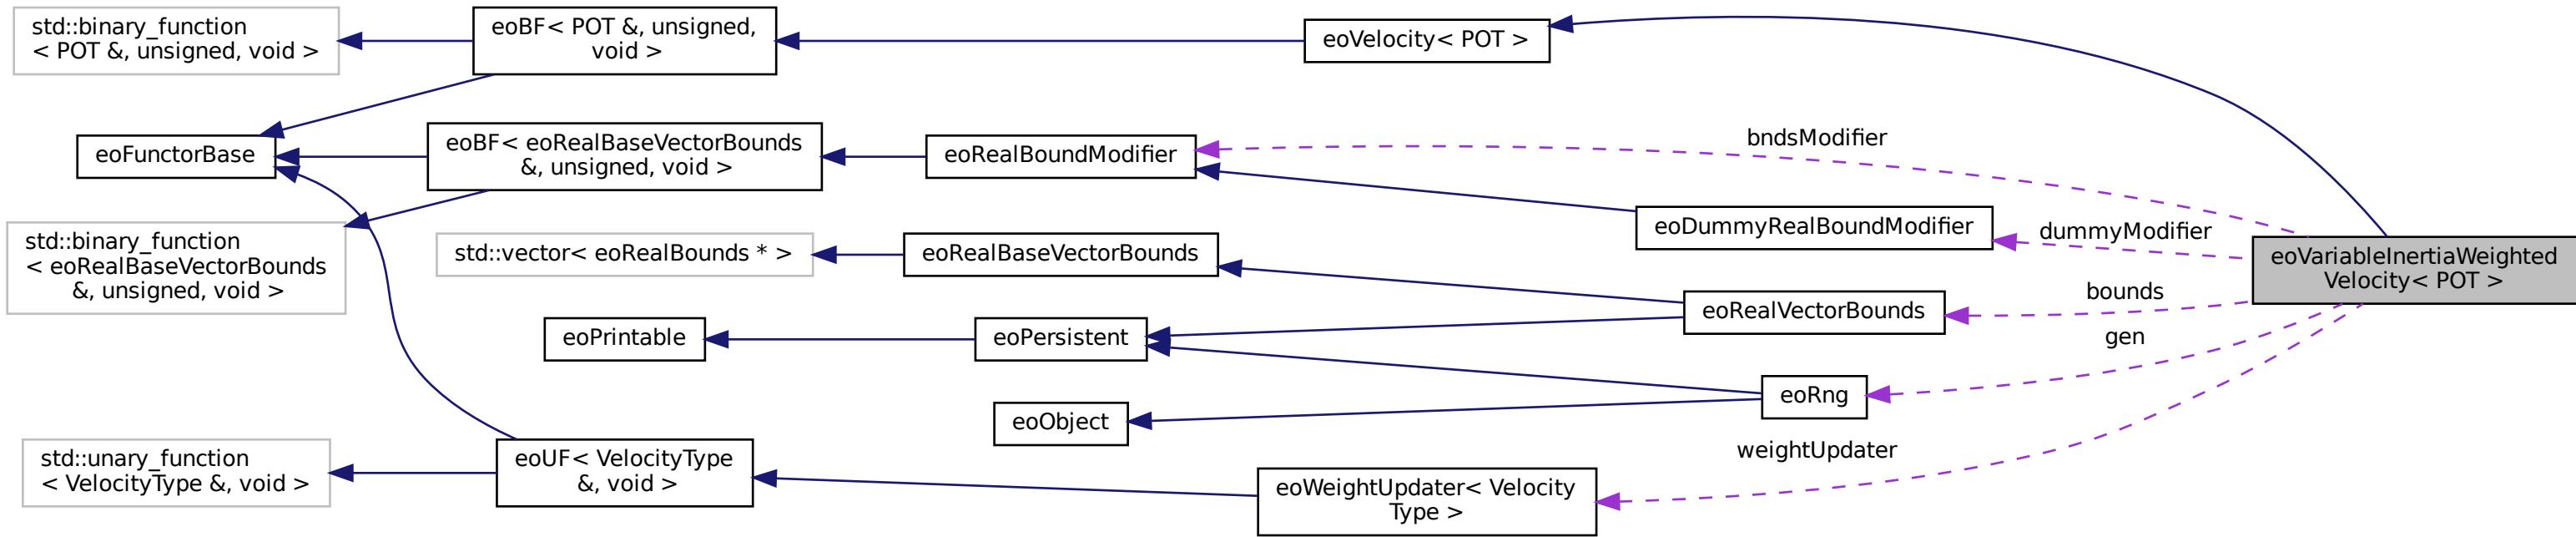 std::binary_function
< POT &, unsigned, void >
eoBF< POT &, unsigned,
void >
eoVelocity< POT >
eoFunctorBase
eoBF< eoRealBaseVectorBounds
&, unsigned, void >
eoRealBoundModifier
bndsModifier
std::binary_function
< eoRealBaseVectorBounds
&, unsigned, void >
std::vector< eoRealBounds * >
eoRealBaseVectorBounds
eoDummyRealBoundModifier
dummyModifier
eoVariableInertiaWeighted
Velocity< POT >
eoPrintable
eoPersistent
eoRealVectorBounds
bounds
gen
eoObject
eoRng
std::unary_function
< VelocityType &, void >
eoUF< VelocityType
&, void >
eoWeightUpdater< Velocity
Type >
weightUpdater